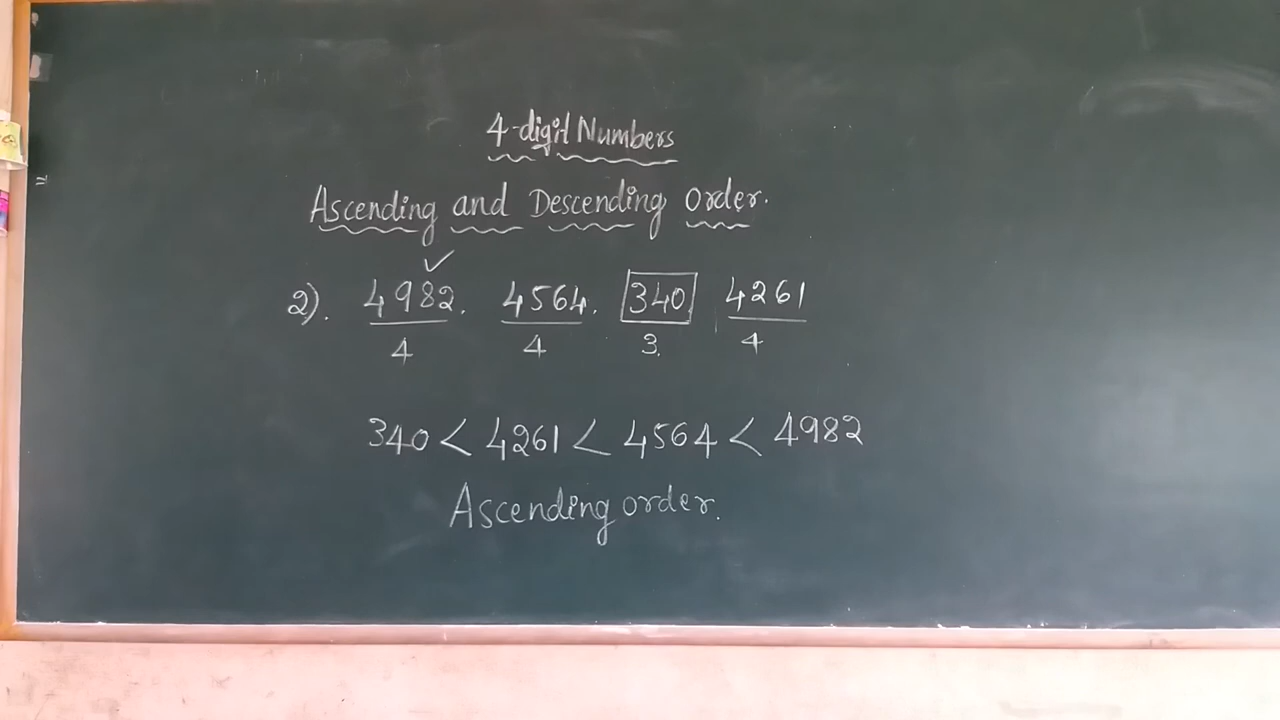 4-digit Numbers
Ascending and Descending Order.
2). 4982. 4564. 340 4261
4 4 3. 4
340 < 4261 < 4564 < 4982
Ascending order.